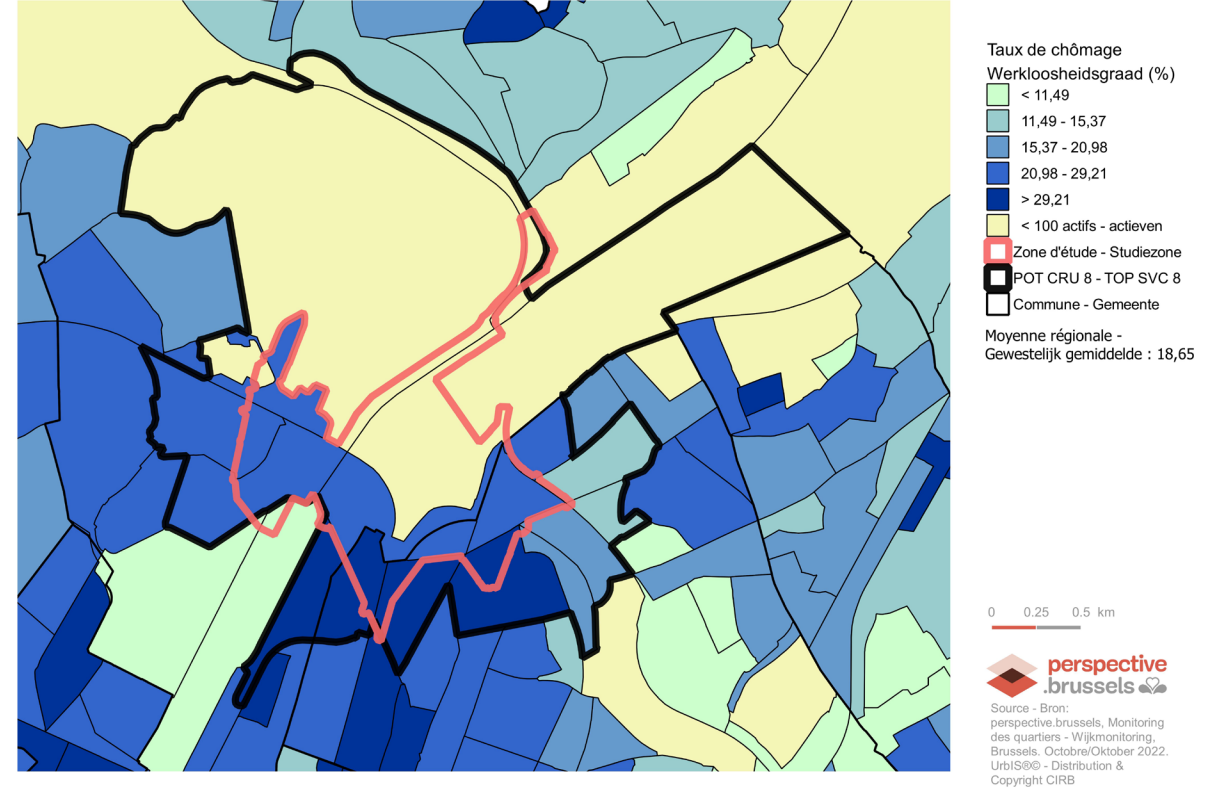 Taux de chômage
Werkloosheidsgraad (%)
< 11,49
11,49 - 15,37
15,37 - 20,98
20,98 - 29,21
> 29,21
< 100 actifs - actieven
Zone d'étude - Studiezone
POT CRU 8 - TOP SVC 8
Commune - Gemeente
Moyenne régionale -
Gewestelijk gemiddelde : 18,65
0 0.25 0.5 km
perspective
.brussels
Source - Bron:
perspective.brussels, Monitoring
des quartiers - Wijkmonitoring,
Brussels. Octobre/Oktober 2022.
UrbIS®© - Distribution &
Copyright CIRB